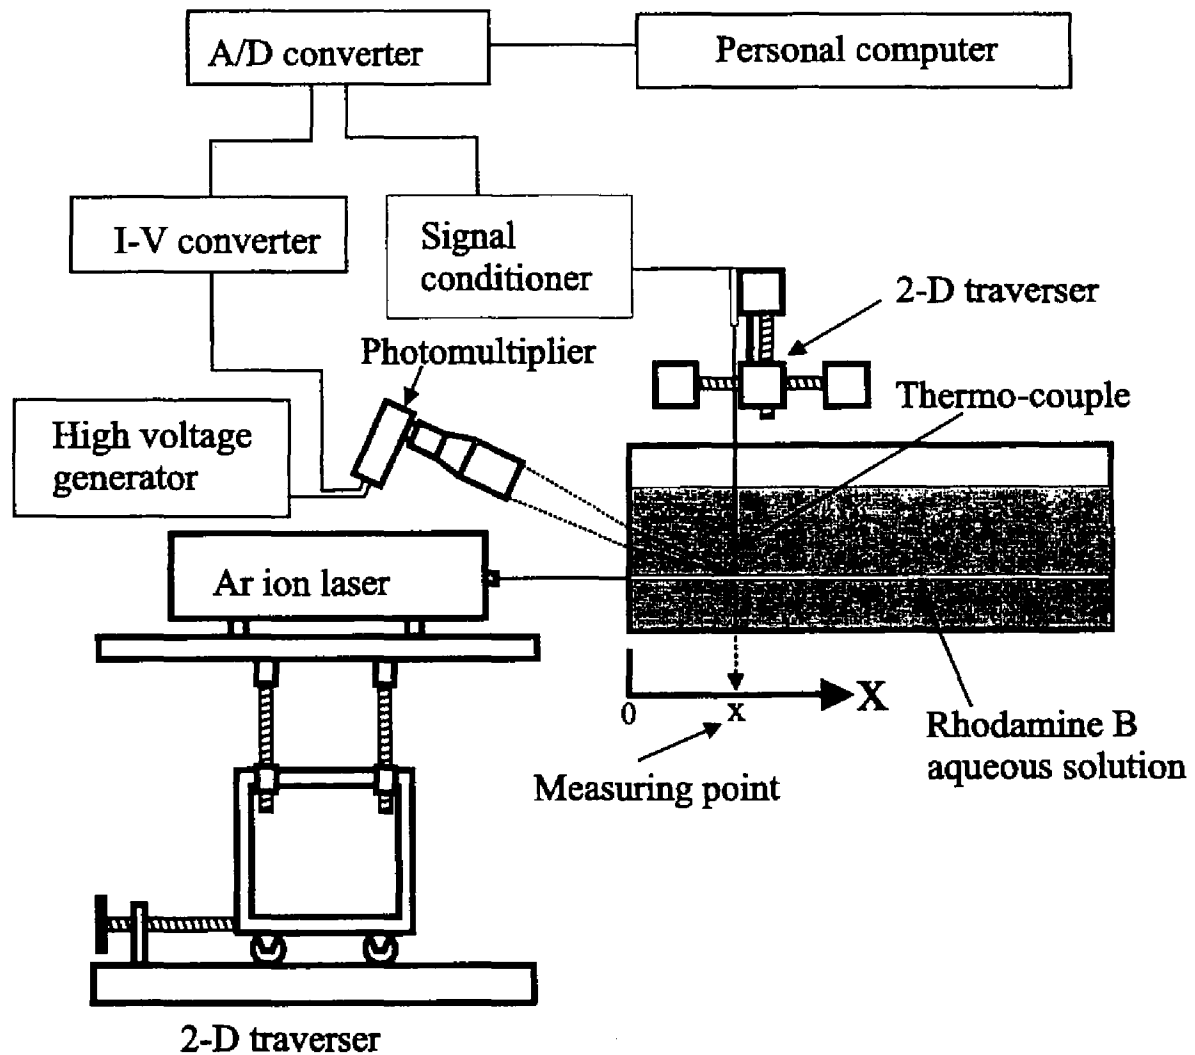 A/D converter
Personal computer
I-V converter
Signal
conditioner
2-D traverser
Photomultiplier
Thermo-couple
High voltage
generator
Ar ion laser
X
0
x
Rhodamine B
aqueous solution
Measuring point
2-D traverser